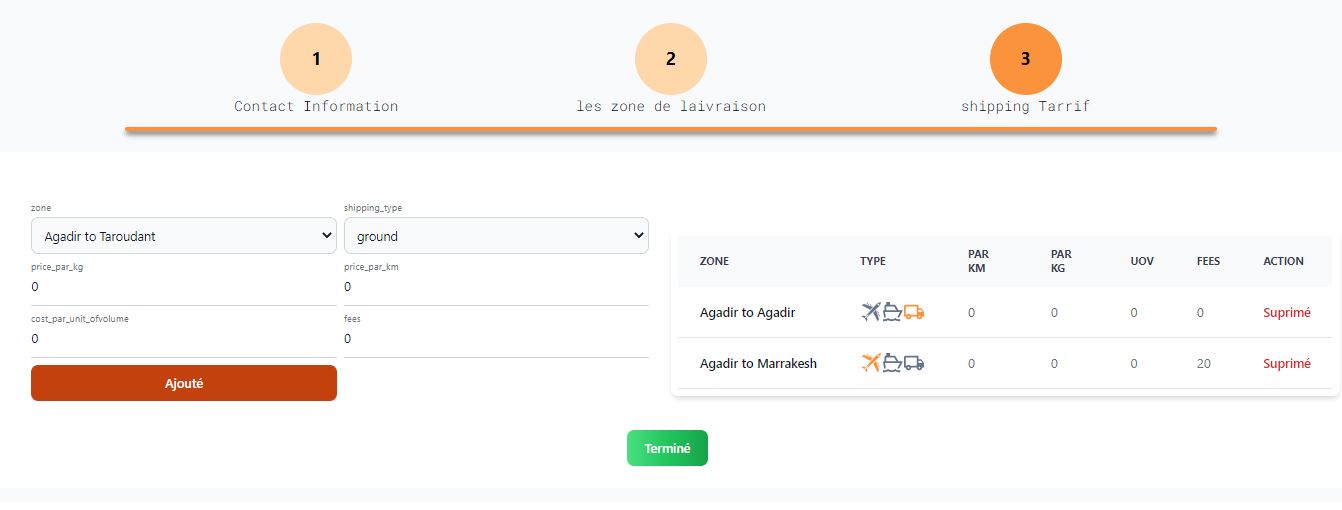 1
2
3
Contact Information
les zone de laivraison
shipping Tarrif
zone
shipping_type
Agadir to Taroudant
ground
price_par_kg
price_par_km
0
0
cost_par_unit_ofvolume
fees
0
0
Ajouté
ZONE TYPE PAR KM PAR KG UOV FEES ACTION
Agadir to Agadir 0 0 0 0 Suprimé
Agadir to Marrakesh 0 0 0 20 Suprimé
Terminé